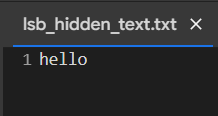 lsb_hidden_text.txt ×
1 hello